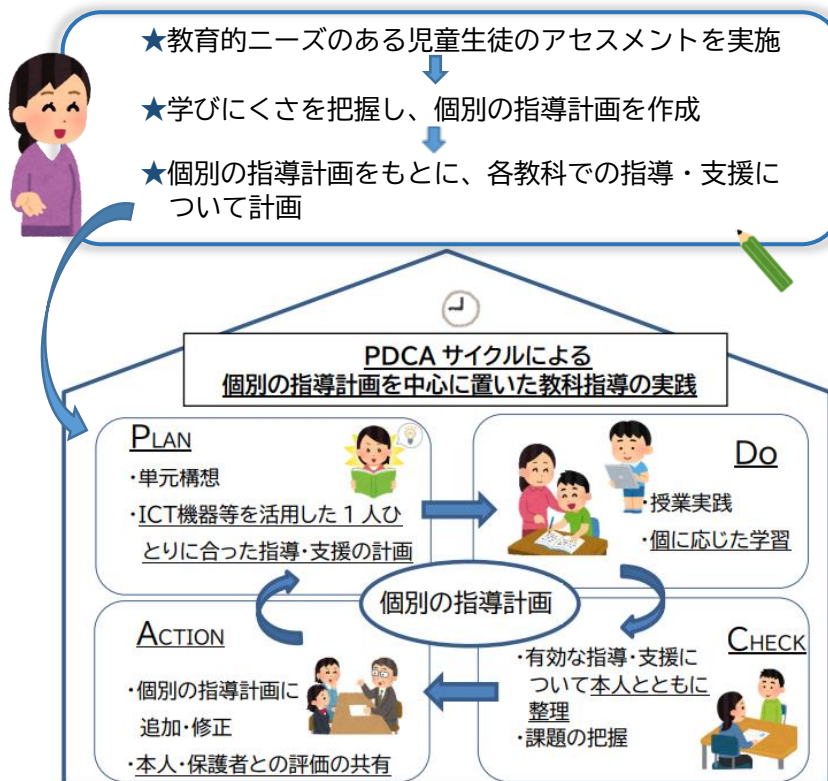 ★教育的ニーズのある児童生徒のアセスメントを実施
★学びにくさを把握し、個別の指導計画を作成
★個別の指導計画をもとに、各教科での指導・支援に
ついて計画
PDCA サイクルによる
個別の指導計画を中心に置いた教科指導の実践
PLAN
・単元構想
・ICT機器等を活用した 1 人ひ
とりに合った指導・支援の計画
DO
・授業実践
・個に応じた学習
個別の指導計画
ACTION
・個別の指導計画に
追加・修正
・本人・保護者との評価の共有
CHECK
・有効な指導・支援に
ついて本人とともに
整理
・課題の把握